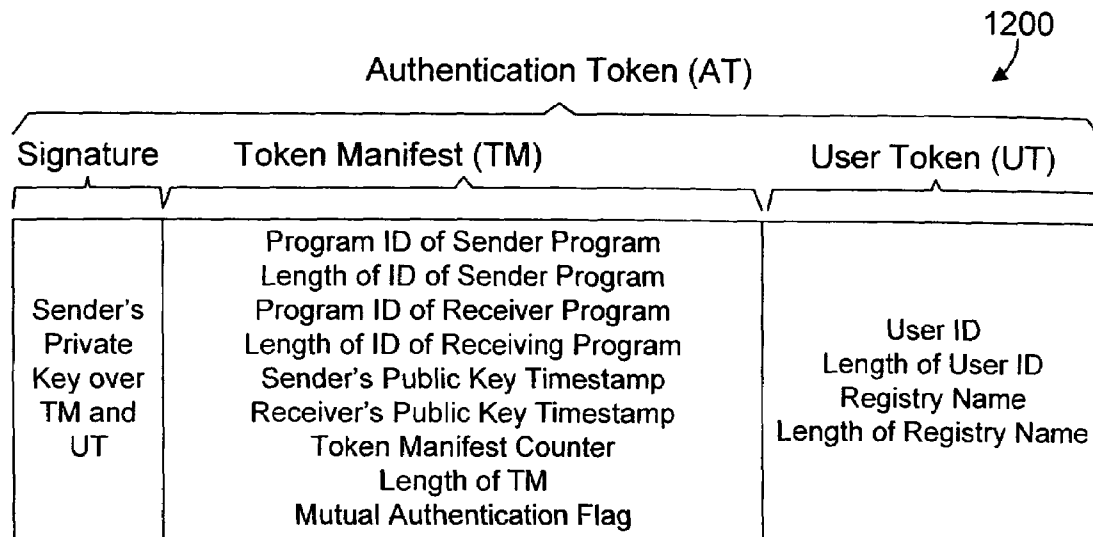 1200
Authentication Token (AT)
Signature
Token Manifest (TM)
User Token (UT)
Sender's
Private
Key over
TM and
UT
Program ID of Sender Program
Length of ID of Sender Program
Program ID of Receiver Program
Length of ID of Receiving Program
Sender's Public Key Timestamp
Receiver's Public Key Timestamp
Token Manifest Counter
Length of TM
Mutual Authentication Flag
User ID
Length of User ID
Registry Name
Length of Registry Name